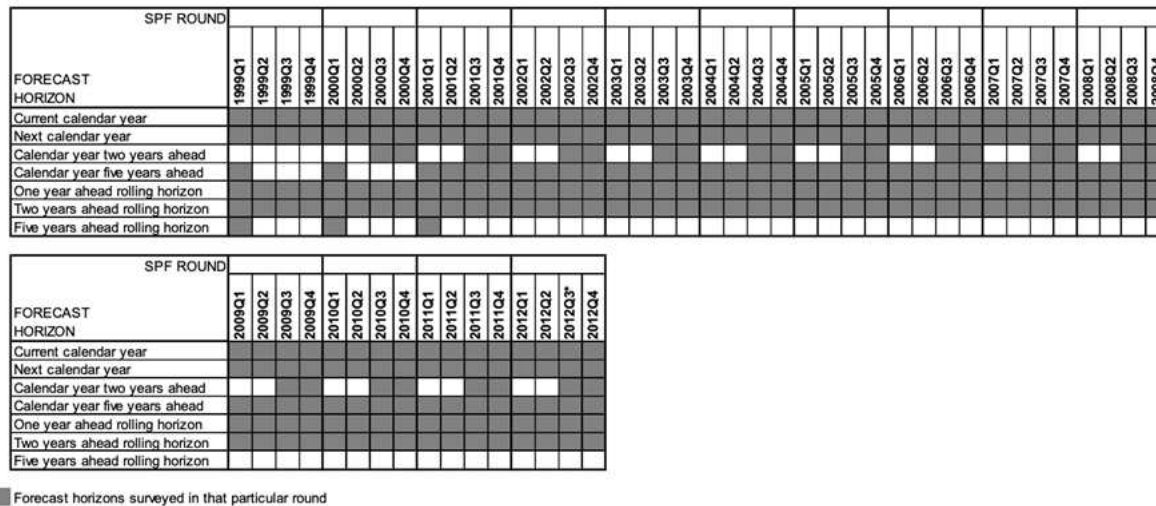 SPF ROUND
FORECAST
HORIZON
1999Q1 1999Q2 1999Q3 1999Q4 2000Q1 2000Q2 2000Q3 2000Q4 2001Q1 2001Q2 2001Q3 2001Q4 2002Q1 2002Q2 2002Q3 2002Q4 2003Q1 2003Q2 2003Q3 2003Q4 2004Q1 2004Q2 2004Q3 2004Q4 2005Q1 2005Q2 2005Q3 2005Q4 2006Q1 2006Q2 2006Q3 2006Q4 2007Q1 2007Q2 2007Q3 2007Q4 2008Q1 2008Q2 2008Q3 2008Q4
Current calendar year
Next calendar year
Calendar year two years ahead
Calendar year five years ahead
One year ahead rolling horizon
Two years ahead rolling horizon
Five years ahead rolling horizon
SPF ROUND
FORECAST
HORIZON
2009Q1 2009Q2 2009Q3 2009Q4 2010Q1 2010Q2 2010Q3 2010Q4 2011Q1 2011Q2 2011Q3 2011Q4 2012Q1 2012Q2 2012Q3* 2012Q4
Current calendar year
Next calendar year
Calendar year two years ahead
Calendar year five years ahead
One year ahead rolling horizon
Two years ahead rolling horizon
Five years ahead rolling horizon
Forecast horizons surveyed in that particular round